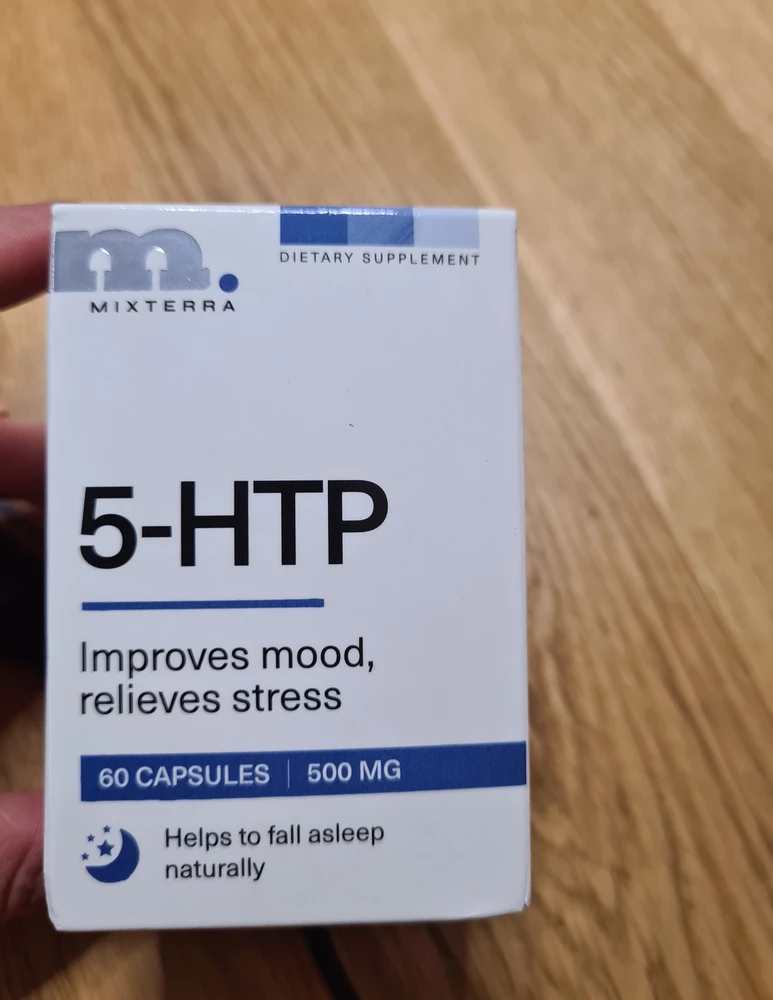 m.
MIXTERRA
DIETARY SUPPLEMENT
5-HTP
Improves mood,
relieves stress
60 CAPSULES | 500 MG
Helps to fall asleep
naturally